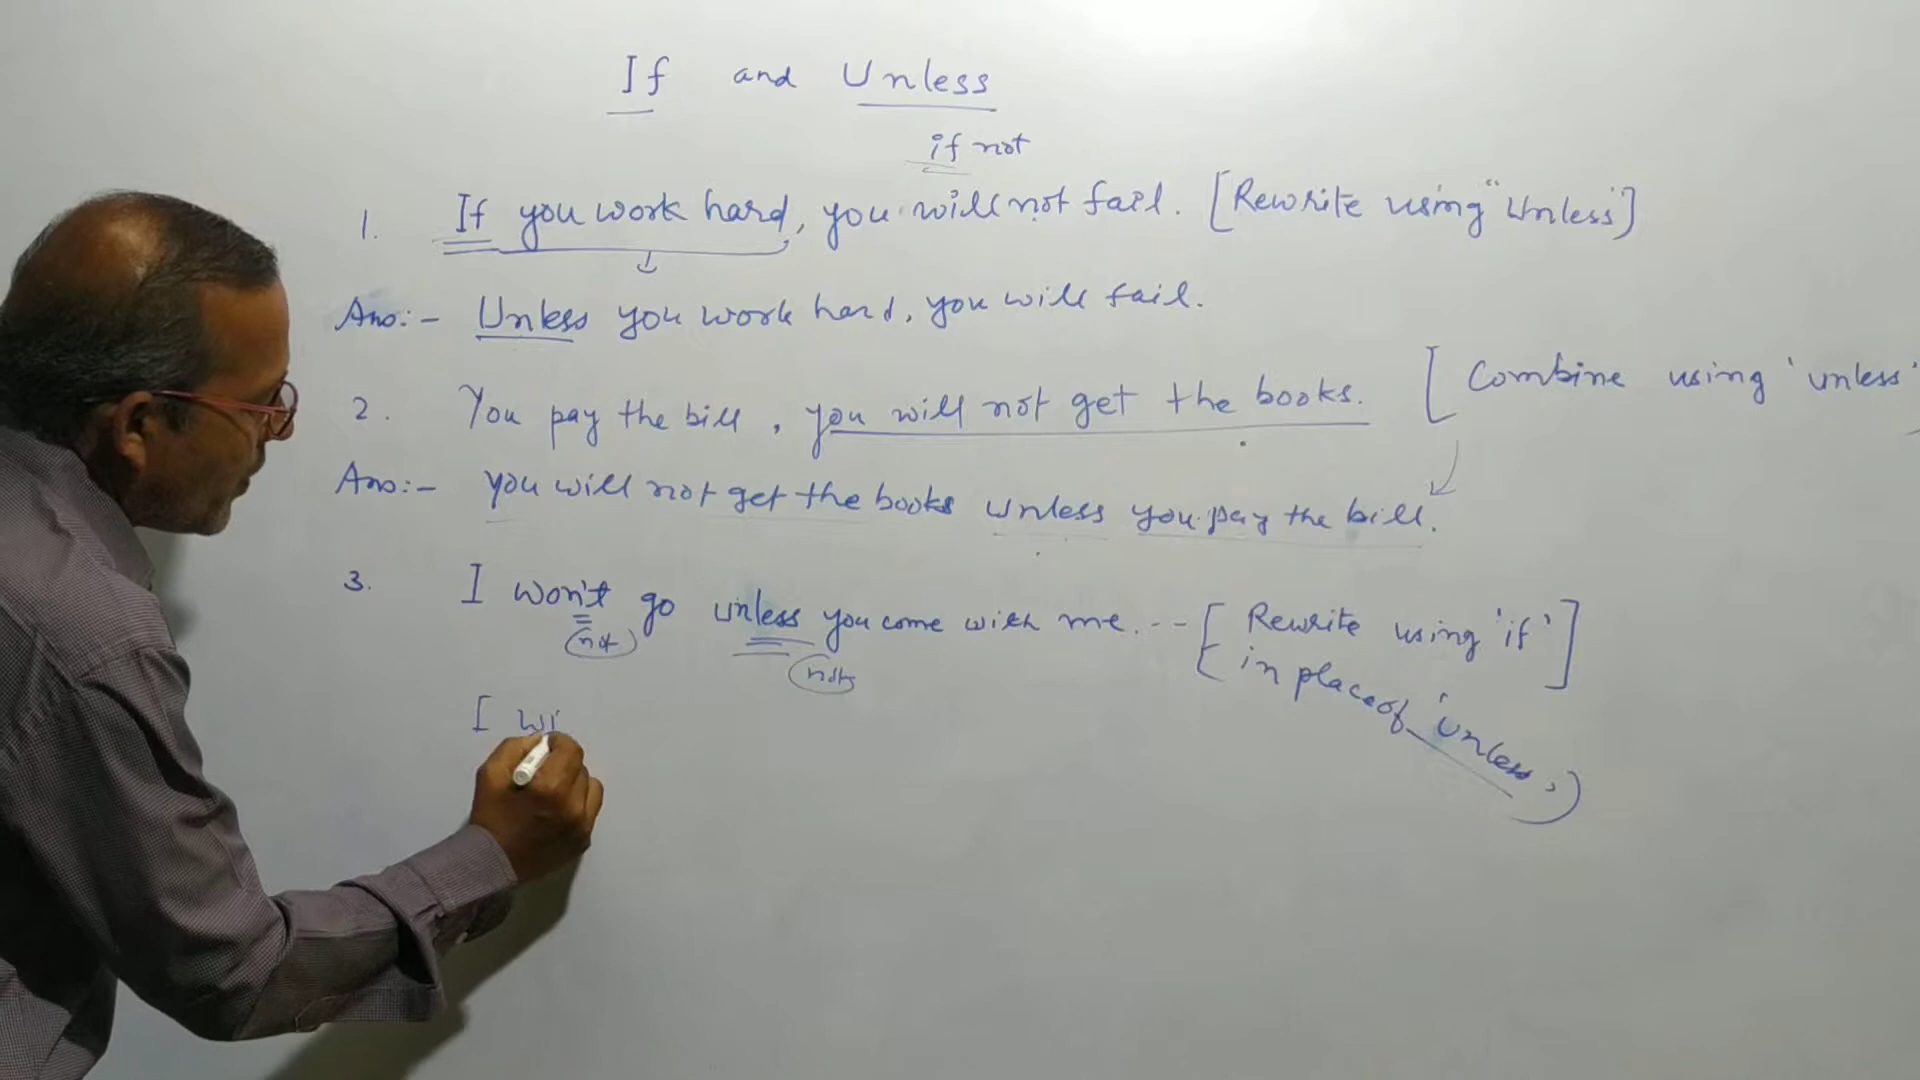 If and Unless
if not
1. If you work hard, you will not fail. [Rewrite using "Unless"]
Ans:- Unless you work hard, you will fail.
2. You pay the bill, you will not get the books. [Combine using 'unless'
Ans:- you will not get the books unless you pay the bill.
3. I won't go unless you come with me. -- [Rewrite using 'if']
not
not
in place of 'unless')
I wi